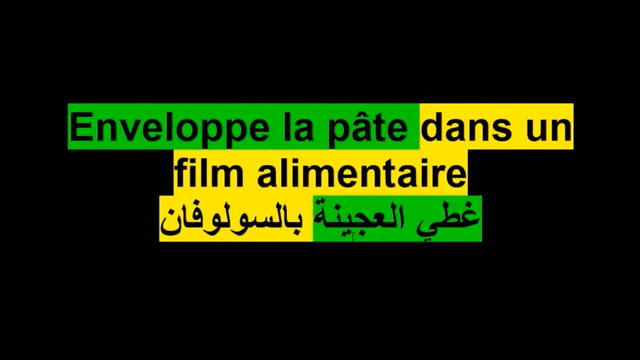 Enveloppe la pâte dans un
film alimentaire
غطي العجينة بالسولوفان